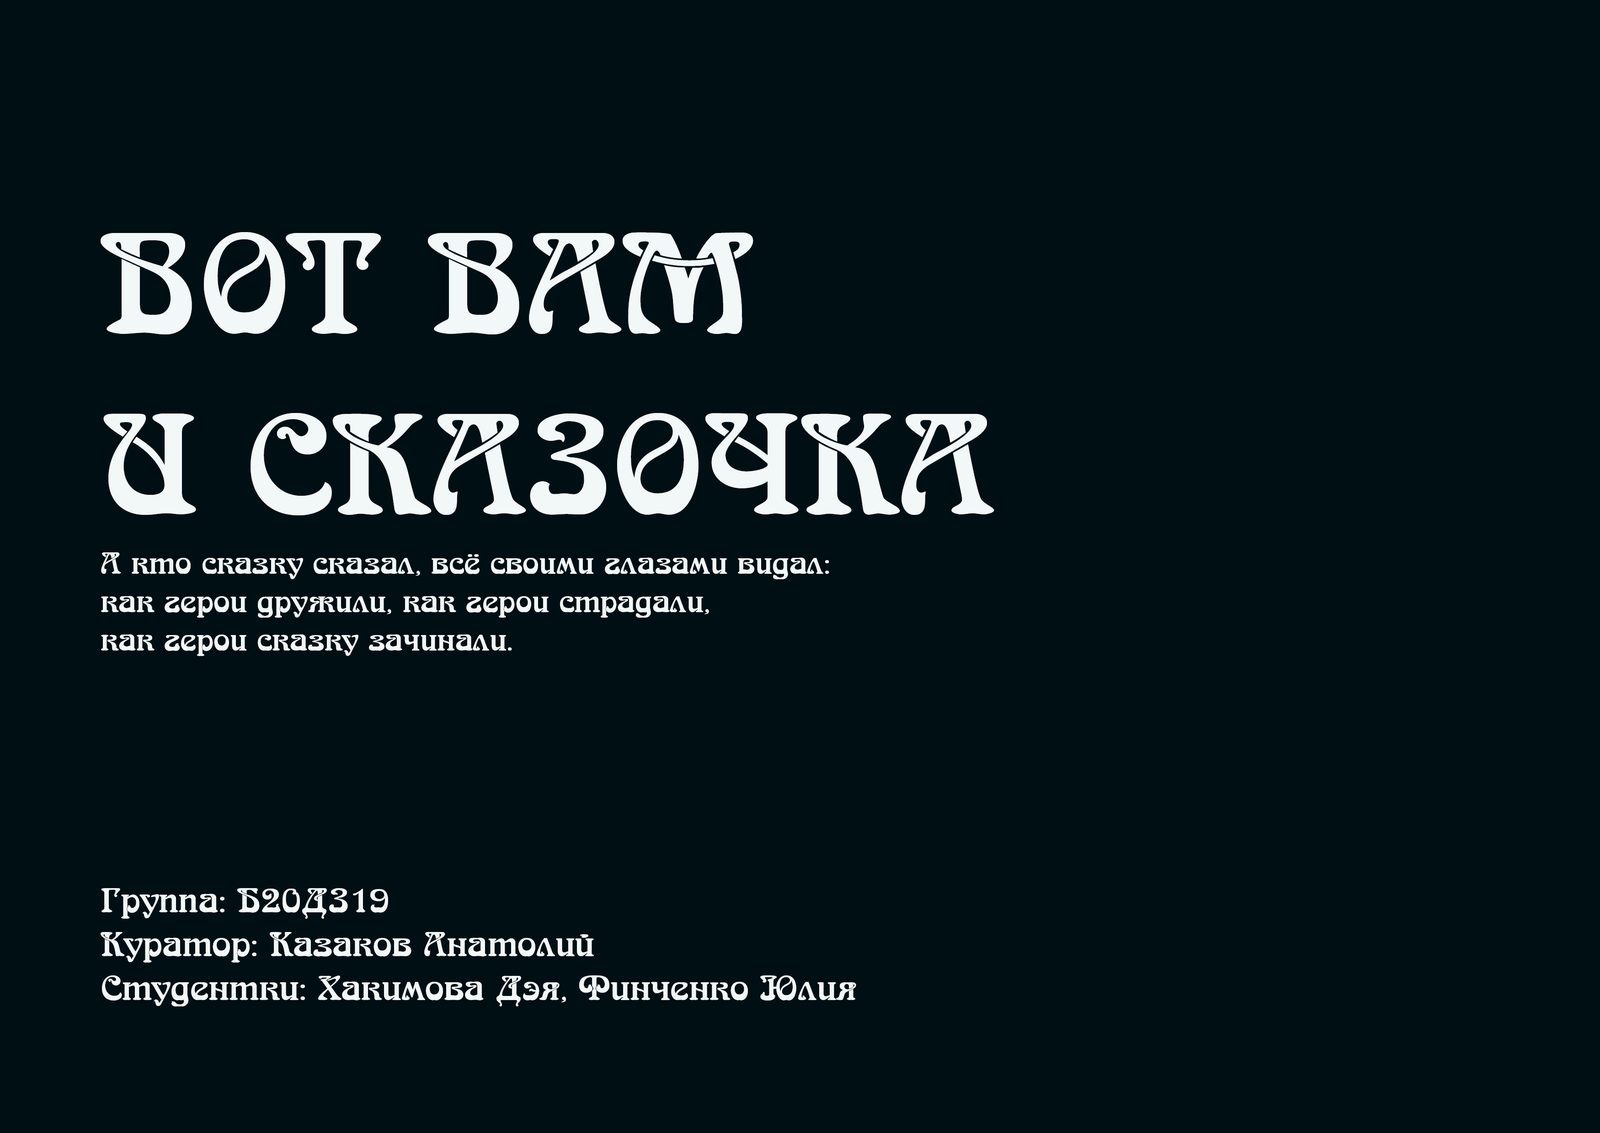 ВОТ ВАМ
И СКАЗОЧКА
А кто сказку сказал, всё своими глазами видал:
как герои дружили, как герои страдали,
как герои сказку зачинали.
Группа: Б20Д319
Куратор: Казаков Анатолий
Студентки: Хакимова Дэя, Финченко Юлия